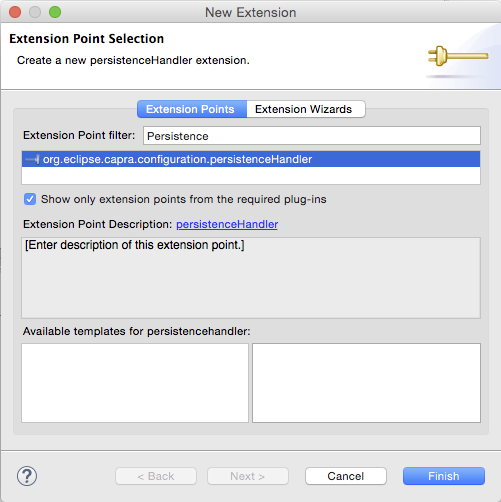 New Extension
Extension Point Selection
Create a new persistenceHandler extension.
Extension Points Extension Wizards
Extension Point filter: Persistence
org.eclipse.capra.configuration.persistenceHandler
Show only extension points from the required plug-ins
Extension Point Description: persistenceHandler
[Enter description of this extension point.]
Available templates for persistencehandler:
? < Back Next > Cancel Finish